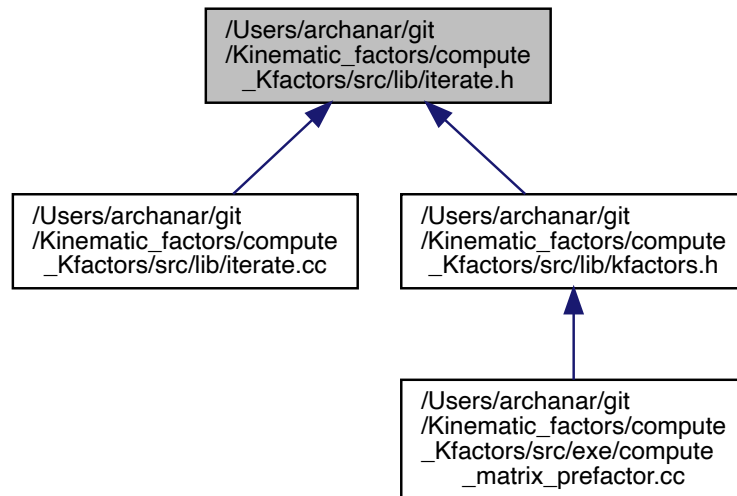 /Users/archanar/git
/Kinematic_factors/compute
_Kfactors/src/lib/iterate.h
/Users/archanar/git
/Kinematic_factors/compute
_Kfactors/src/lib/iterate.cc
/Users/archanar/git
/Kinematic_factors/compute
_Kfactors/src/lib/kfactors.h
/Users/archanar/git
/Kinematic_factors/compute
_Kfactors/src/exe/compute
_matrix_prefactor.cc